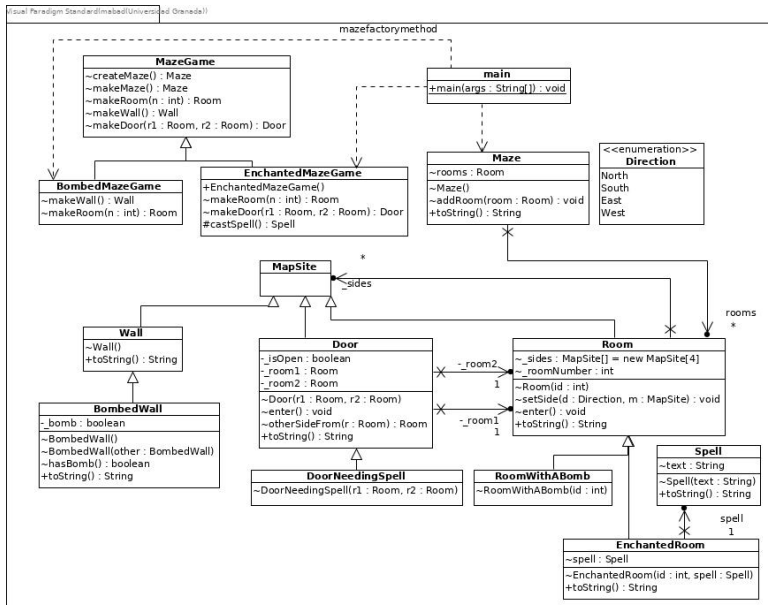 Visual Paradigm Standard(mabad(Universidad Granada))
mazefactorymethod
MazeGame
~createMaze() : Maze
~makeMaze() : Maze
~makeRoom(n : int) : Room
~makeWall() : Wall
~makeDoor(r1 : Room, r2 : Room) : Door
main
+main(args : String[]) : void
BombedMazeGame
~makeWall() : Wall
~makeRoom(n : int) : Room
EnchantedMazeGame
+EnchantedMazeGame()
~makeRoom(n : int) : Room
~makeDoor(r1 : Room, r2 : Room) : Door
#castSpell() : Spell
Maze
~rooms : Room
~Maze()
~addRoom(room : Room) : void
+toString() : String
<<enumeration>>
Direction
North
South
East
West
MapSite
*
_sides
rooms
*
Wall
~Wall()
+toString() : String
Door
-_isOpen : boolean
-_room1 : Room
-_room2 : Room
~Door(r1 : Room, r2 : Room)
~enter() : void
~otherSideFrom(r : Room) : Room
+toString() : String
-_room2
1
-_room1
1
Room
~_sides : MapSite[] = new MapSite[4]
~_roomNumber : int
~Room(id : int)
~setSide(d : Direction, m : MapSite) : void
~enter() : void
+toString() : String
BombedWall
-_bomb : boolean
~BombedWall()
~BombedWall(other : BombedWall)
~hasBomb() : boolean
+toString() : String
DoorNeedingSpell
~DoorNeedingSpell(r1 : Room, r2 : Room)
RoomWithABomb
~RoomWithABomb(id : int)
Spell
~text : String
~Spell(text : String)
+toString() : String
spell
1
EnchantedRoom
~spell : Spell
~EnchantedRoom(id : int, spell : Spell)
+toString() : String